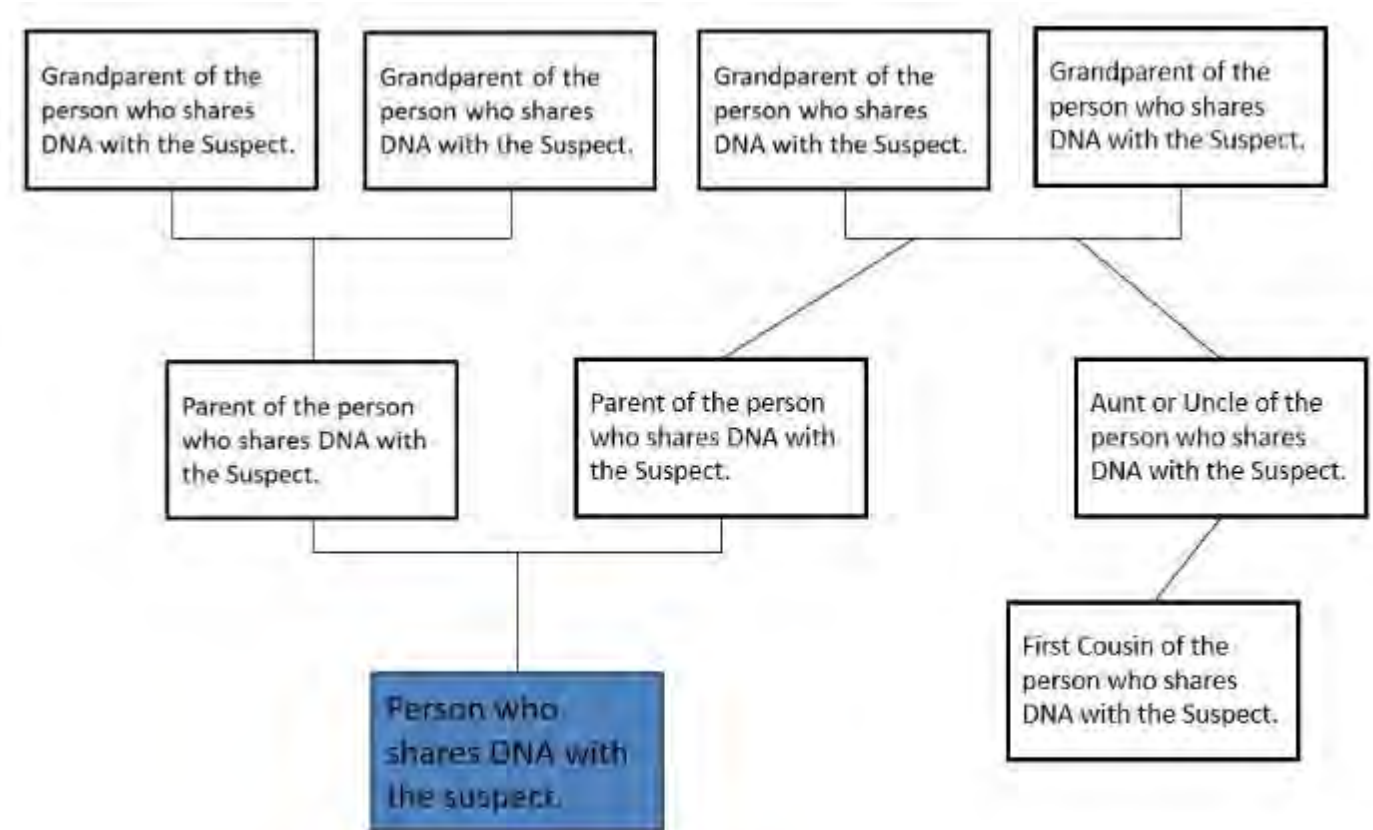 Grandparent of the
person who shares
DNA with the Suspect.
Grandparent of the
person who shares
DNA with the Suspect.
Grandparent of the
person who shares
DNA with the Suspect.
Grandparent of the
person who shares
DNA with the Suspect.
Parent of the person
who shares DNA with
the Suspect.
Parent of the person
who shares DNA with
the Suspect.
Aunt or Uncle of the
person who shares
DNA with the Suspect.
First Cousin of the
person who shares
DNA with the Suspect.
Person who
shares DNA with
the suspect.